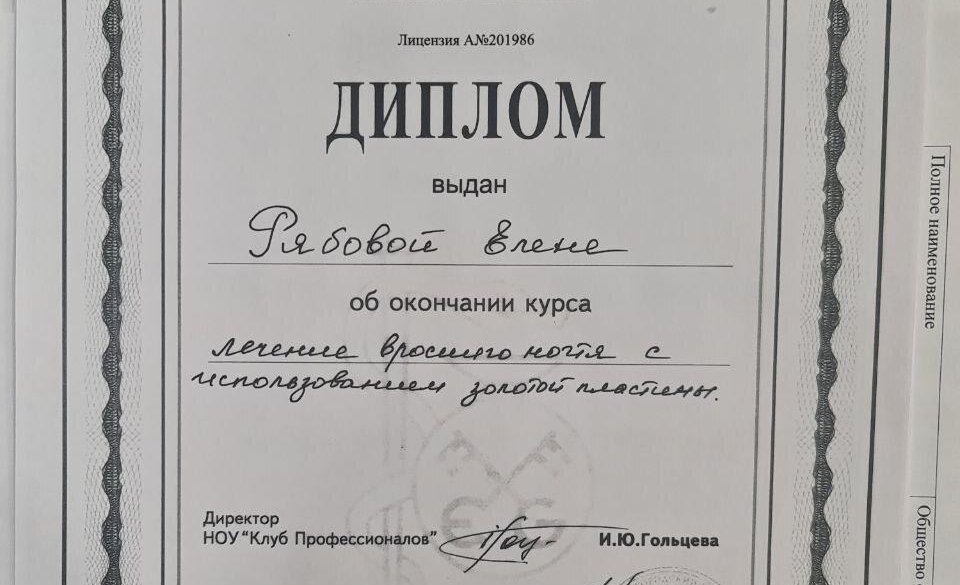 Лицензия А№201986
ДИПЛОМ
выдан
Рябовой Елене
об окончании курса
лечение вросшего ногтя с
использованием золотой пластины.
Директор
НОУ "Клуб Профессионалов"
И.Ю.Гольцева
Полное наименование
Общество